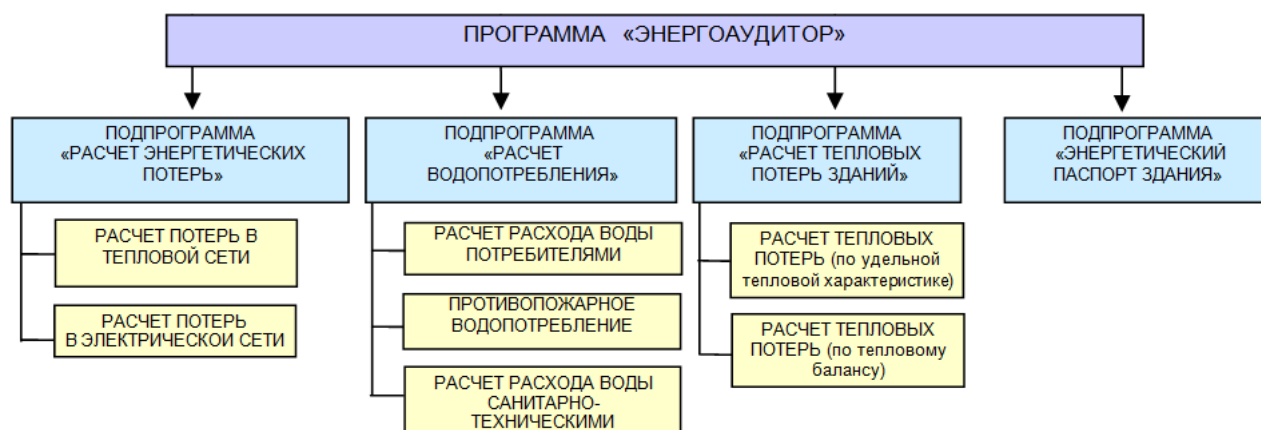 ПРОГРАММА «ЭНЕРГОАУДИТОР»
ПОДПРОГРАММА
«РАСЧЕТ ЭНЕРГЕТИЧЕСКИХ
ПОТЕРЬ»
РАСЧЕТ ПОТЕРЬ В
ТЕПЛОВОЙ СЕТИ
РАСЧЕТ ПОТЕРЬ
В ЭЛЕКТРИЧЕСКОЙ СЕТИ
ПОДПРОГРАММА
«РАСЧЕТ
ВОДОПОТРЕБЛЕНИЯ»
РАСЧЕТ РАСХОДА ВОДЫ
ПОТРЕБИТЕЛЯМИ
ПРОТИВОПОЖАРНОЕ
ВОДОПОТРЕБЛЕНИЕ
РАСЧЕТ РАСХОДА ВОДЫ
САНИТАРНО-
ТЕХНИЧЕСКИМИ
ПОДПРОГРАММА
«РАСЧЕТ ТЕПЛОВЫХ
ПОТЕРЬ ЗДАНИЙ»
РАСЧЕТ ТЕПЛОВЫХ
ПОТЕРЬ (по удельной
тепловой характеристике)
РАСЧЕТ ТЕПЛОВЫХ
ПОТЕРЬ (по тепловому
балансу)
ПОДПРОГРАММА
«ЭНЕРГЕТИЧЕСКИЙ
ПАСПОРТ ЗДАНИЯ»